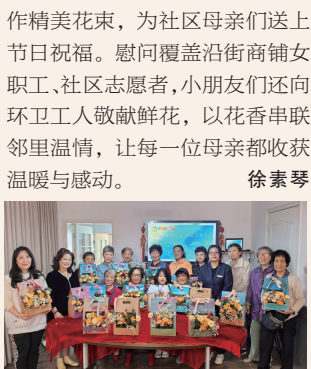 作精美花束，为社区母亲们送上
节日祝福。慰问覆盖沿街商铺女
职工、社区志愿者，小朋友们还向
环卫工人敬献鲜花，以花香串联
邻里温情，让每一位母亲都收获
温暖与感动。 徐素琴